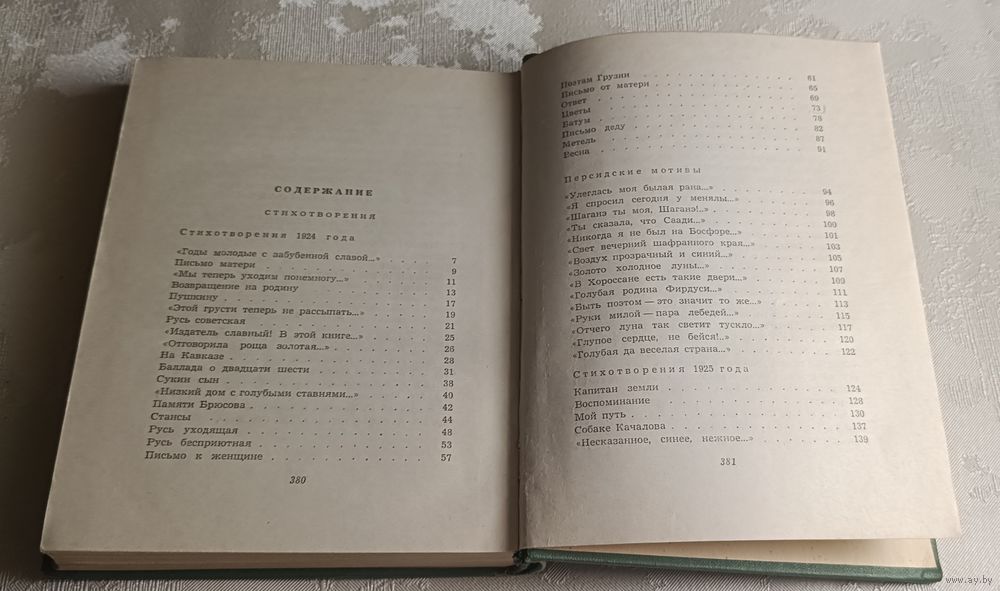 СОДЕРЖАНИЕ
СТИХОТВОРЕНИЯ
Стихотворения 1924 года
«Годы молодые с забубенной славой...» . . . . . 7
Письмо матери . . . . . . . . . . . . 9
«Мы теперь уходим понемногу...» . . . . . . 11
Возвращение на родину . . . . . . . . . 13
Пушкину . . . . . . . . . . . . . . 17
«Этой грусти теперь не рассыпать...» . . . . . 19
Русь советская . . . . . . . . . . . . 21
«Издатель славный! В этой книге...» . . . . . 25
«Отговорила роща золотая...» . . . . . . . 26
На Кавказе . . . . . . . . . . . . . 28
Баллада о двадцати шести . . . . . . . . 31
Сукин сын . . . . . . . . . . . . . 38
«Низкий дом с голубыми ставнями...» . . . . . 40
Памяти Брюсова . . . . . . . . . . . . 42
Стансы . . . . . . . . . . . . . . 44
Русь уходящая . . . . . . . . . . . . 48
Русь бесприютная . . . . . . . . . . . 53
Письмо к женщине . . . . . . . . . . . 57
380
Поэтам Грузии . . . . . . . . . . . . 61
Письмо от матери . . . . . . . . . . . 65
Ответ . . . . . . . . . . . . . . . 69
Цветы . . . . . . . . . . . . . . . 73
Батум . . . . . . . . . . . . . . . 78
Письмо деду . . . . . . . . . . . . . 82
Метель . . . . . . . . . . . . . . 87
Весна . . . . . . . . . . . . . . . 91
Персидские мотивы
«Улеглась моя былая рана...» . . . . . . . 94
«Я спросил сегодня у менялы...» . . . . . . 96
«Шаганэ ты моя, Шаганэ!..» . . . . . . . . 98
«Ты сказала, что Саади...» . . . . . . . . 100
«Никогда я не был на Босфоре...» . . . . . . 101
«Свет вечерний шафранного края...» . . . . . 103
«Воздух прозрачный и синий...» . . . . . . 105
«Золото холодное луны...» . . . . . . . . 107
«В Хороссане есть такие двери...» . . . . . . 109
«Голубая родина Фирдуси...» . . . . . . . 111
«Быть поэтом — это значит то же...» . . . . . 113
«Руки милой — пара лебедей...» . . . . . . 115
«Отчего луна так светит тускло...» . . . . . 117
«Глупое сердце, не бейся!..» . . . . . . . 120
«Голубая да веселая страна...» . . . . . . . 122
Стихотворения 1925 года
Капитан земли . . . . . . . . . . . . 124
Воспоминание . . . . . . . . . . . . 128
Мой путь . . . . . . . . . . . . . . 130
Собаке Качалова . . . . . . . . . . . 137
«Несказанное, синее, нежное...» . . . . . . 139
381
www.ay.by